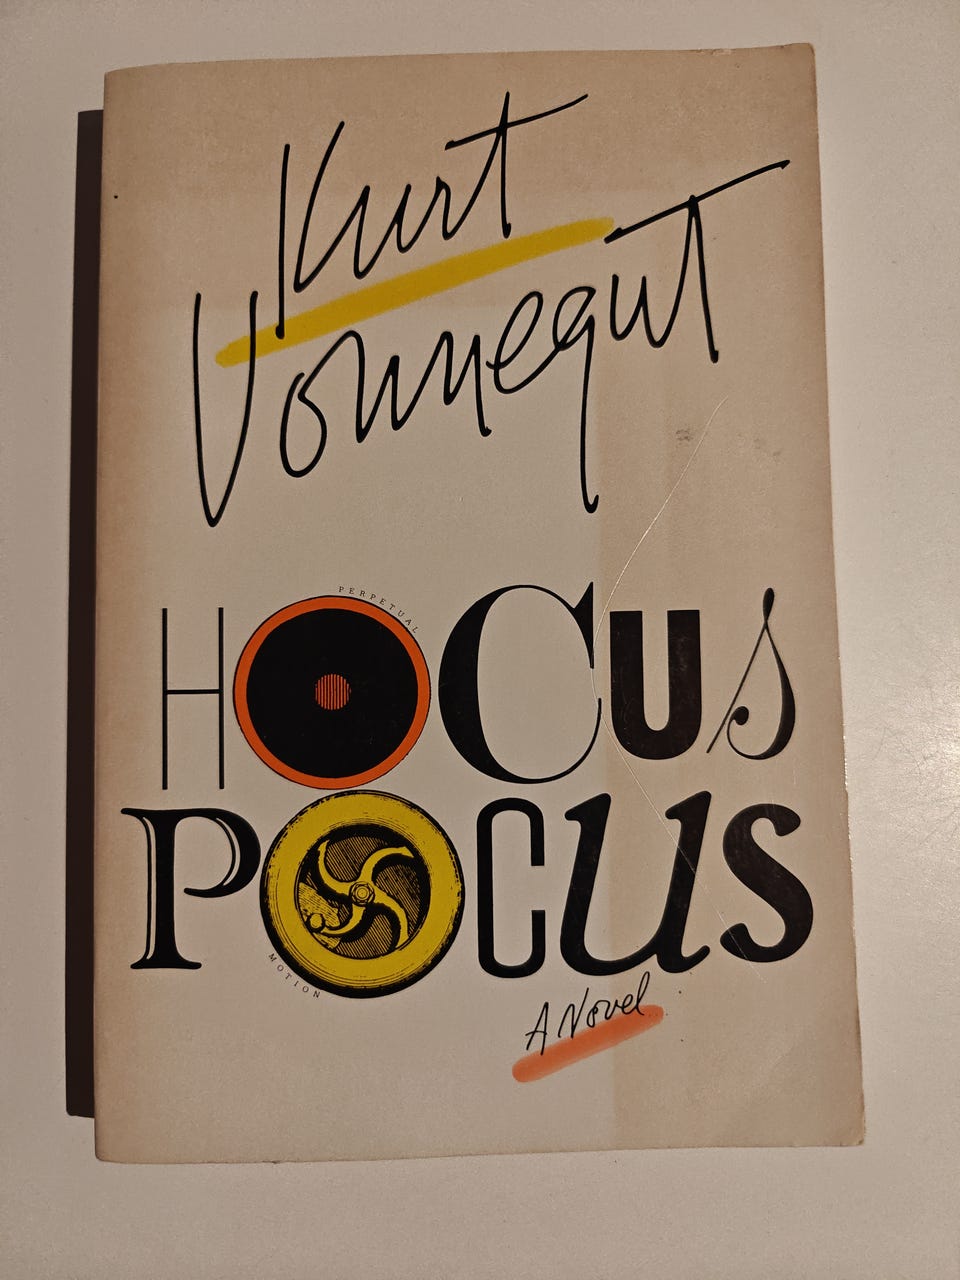 Kurt
Vonnegut
PERPETUAL
HOCUS
POCUS
MOTION
A Novel